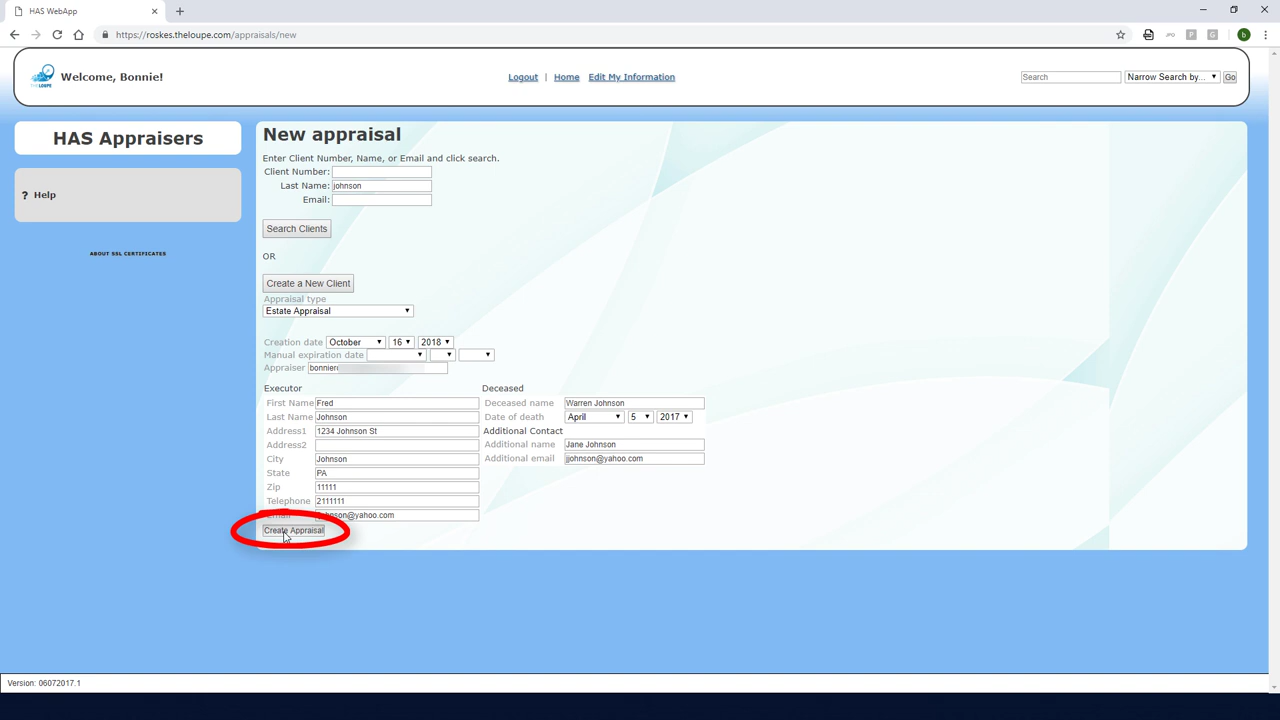 HAS WebApp
https://roskes.theloupe.com/appraisals/new
THE LOUPE
Welcome, Bonnie!
Logout | Home Edit My Information
Search
Narrow Search by...
Go
HAS Appraisers
? Help
ABOUT SSL CERTIFICATES
New appraisal
Enter Client Number, Name, or Email and click search.
Client Number:
Last Name: johnson
Email:
Search Clients
OR
Create a New Client
Appraisal type
Estate Appraisal
Creation date October 16 2018
Manual expiration date
Appraiser
Executor
First Name Fred
Last Name Johnson
Address1 1234 Johnson St
Address2
City Johnson
State PA
Zip 11111
Telephone 2111111
Create Appraisal
Deceased
Deceased name Warren Johnson
Date of death April 5 2017
Additional Contact
Additional name Jane Johnson
Additional email jjohnson@yahoo.com
Version: 06072017.1